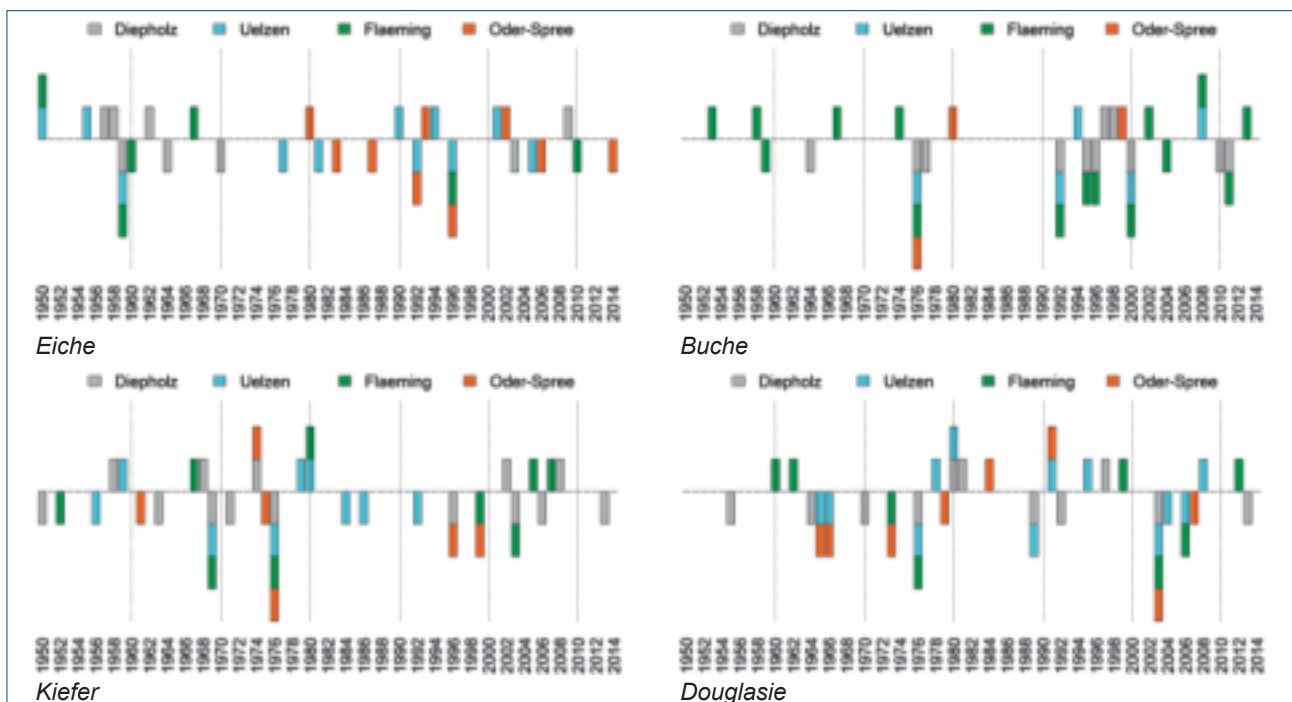 Diepholz Uelzen Flaeming Oder-Spree
1950 1952 1954 1956 1958 1960 1962 1964 1966 1968 1970 1972 1974 1976 1978 1980 1982 1984 1986 1988 1990 1992 1994 1996 1998 2000 2002 2004 2006 2008 2010 2012 2014
Eiche
Diepholz Uelzen Flaeming Oder-Spree
1950 1952 1954 1956 1958 1960 1962 1964 1966 1968 1970 1972 1974 1976 1978 1980 1982 1984 1986 1988 1990 1992 1994 1996 1998 2000 2002 2004 2006 2008 2010 2012 2014
Buche
Diepholz Uelzen Flaeming Oder-Spree
1950 1952 1954 1956 1958 1960 1962 1964 1966 1968 1970 1972 1974 1976 1978 1980 1982 1984 1986 1988 1990 1992 1994 1996 1998 2000 2002 2004 2006 2008 2010 2012 2014
Kiefer
Diepholz Uelzen Flaeming Oder-Spree
1950 1952 1954 1956 1958 1960 1962 1964 1966 1968 1970 1972 1974 1976 1978 1980 1982 1984 1986 1988 1990 1992 1994 1996 1998 2000 2002 2004 2006 2008 2010 2012 2014
Douglasie